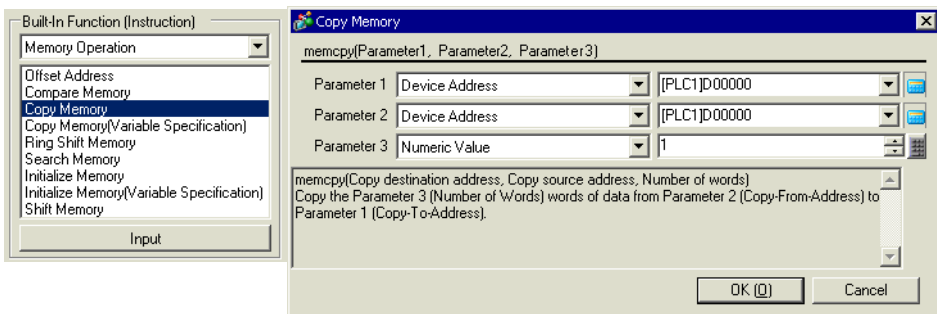 Built-In Function (Instruction)
Memory Operation
Offset Address
Compare Memory
Copy Memory
Copy Memory(Variable Specification)
Ring Shift Memory
Search Memory
Initialize Memory
Initialize Memory(Variable Specification)
Shift Memory
Input
Copy Memory
memcpy(Parameter1, Parameter2, Parameter3)
Parameter 1 Device Address [PLC1]D00000
Parameter 2 Device Address [PLC1]D00000
Parameter 3 Numeric Value 1
memcpy(Copy destination address, Copy source address, Number of words)
Copy the Parameter 3 (Number of Words) words of data from Parameter 2 (Copy-From-Address) to
Parameter 1 (Copy-To-Address).
OK (O) Cancel